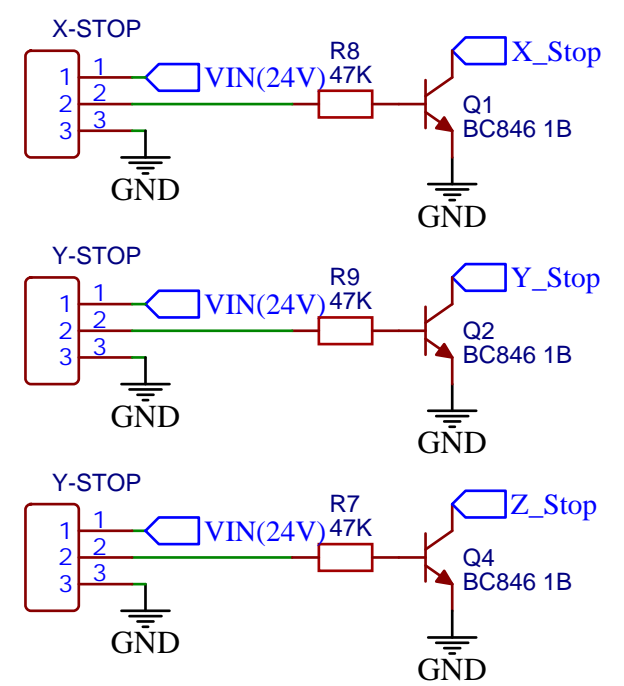 X-STOP
1 1 VIN(24V) R8 47K X_Stop
2 2 Q1
3 3 BC846 1B
GND GND
Y-STOP
1 1 VIN(24V) R9 47K Y_Stop
2 2 Q2
3 3 BC846 1B
GND GND
Y-STOP
1 1 VIN(24V) R7 47K Z_Stop
2 2 Q4
3 3 BC846 1B
GND GND